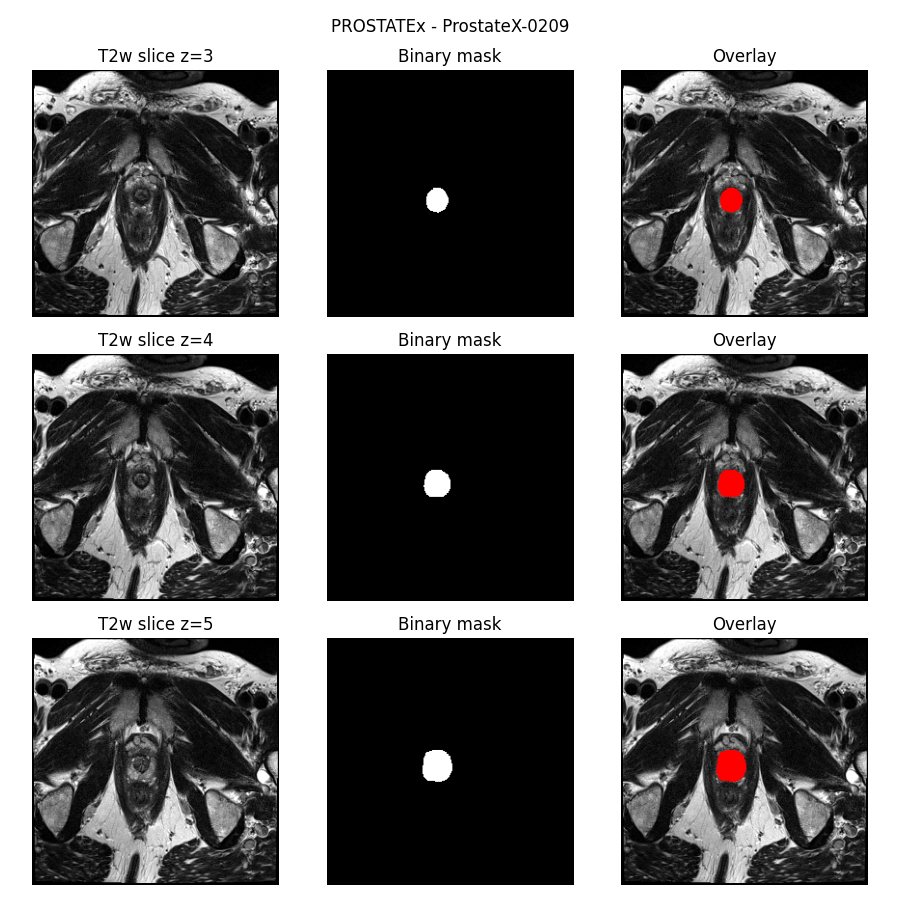 PROSTATEx - ProstateX-0209
T2w slice z=3 Binary mask Overlay
T2w slice z=4 Binary mask Overlay
T2w slice z=5 Binary mask Overlay